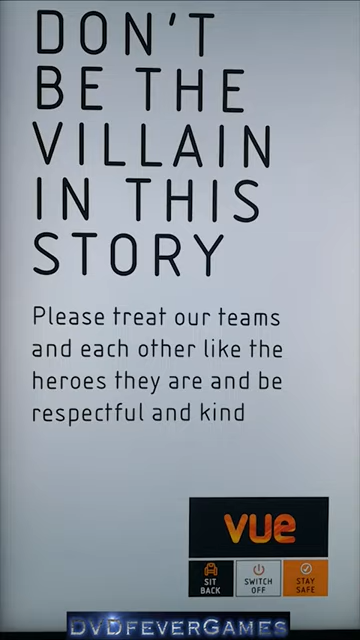 DON'T
BE THE
VILLAIN
IN THIS
STORY
Please treat our teams
and each other like the
heroes they are and be
respectful and kind
vue
SIT
BACK
SWITCH
OFF
STAY
SAFE
DVDFEVERGAMES